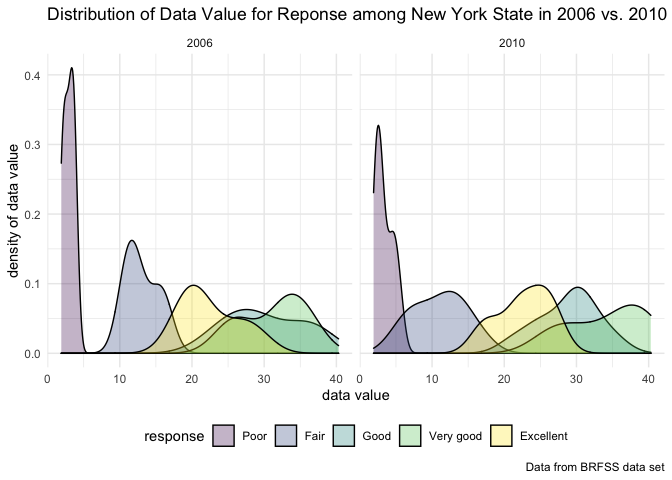 Distribution of Data Value for Reponse among New York State in 2006 vs. 2010
2006
2010
density of data value
0.4
0.3
0.2
0.1
0.0
0 10 20 30 40
0 10 20 30 40
data value
response Poor Fair Good Very good Excellent
Data from BRFSS data set